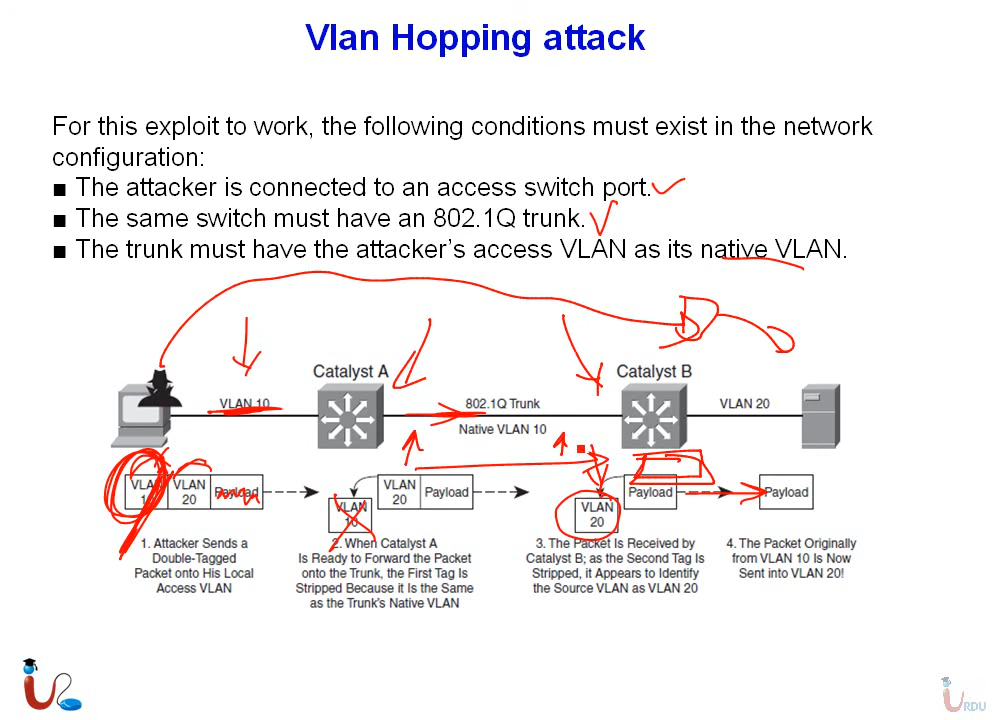 Vlan Hopping attack
For this exploit to work, the following conditions must exist in the network
configuration:
■ The attacker is connected to an access switch port.
■ The same switch must have an 802.1Q trunk.
■ The trunk must have the attacker's access VLAN as its native VLAN.
Catalyst A
Catalyst B
VLAN 10
802.1Q Trunk
VLAN 20
Native VLAN 10
VLAN
10
VLAN
20
Payload
VLAN
10
VLAN
20
Payload
VLAN
20
Payload
Payload
1. Attacker Sends a
Double-Tagged
Packet onto His Local
Access VLAN
2. When Catalyst A
Is Ready to Forward the Packet
onto the Trunk, the First Tag Is
Stripped Because it Is the Same
as the Trunk's Native VLAN
3. The Packet Is Received by
Catalyst B; as the Second Tag Is
Stripped, it Appears to Identify
the Source VLAN as VLAN 20
4. The Packet Originally
from VLAN 10 Is Now
Sent into VLAN 20!
URDU